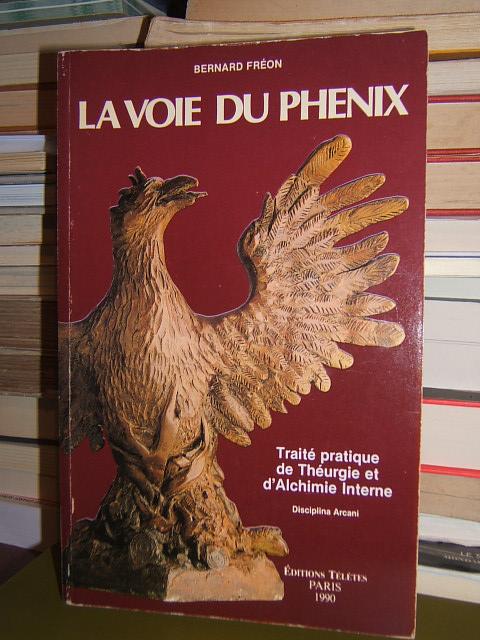 BERNARD FRÉON
LA VOIE DU PHENIX
Traité pratique
de Théurgie et
d'Alchimie Interne
Disciplina Arcani
ÉDITIONS TÉLÈTES
PARIS
1990